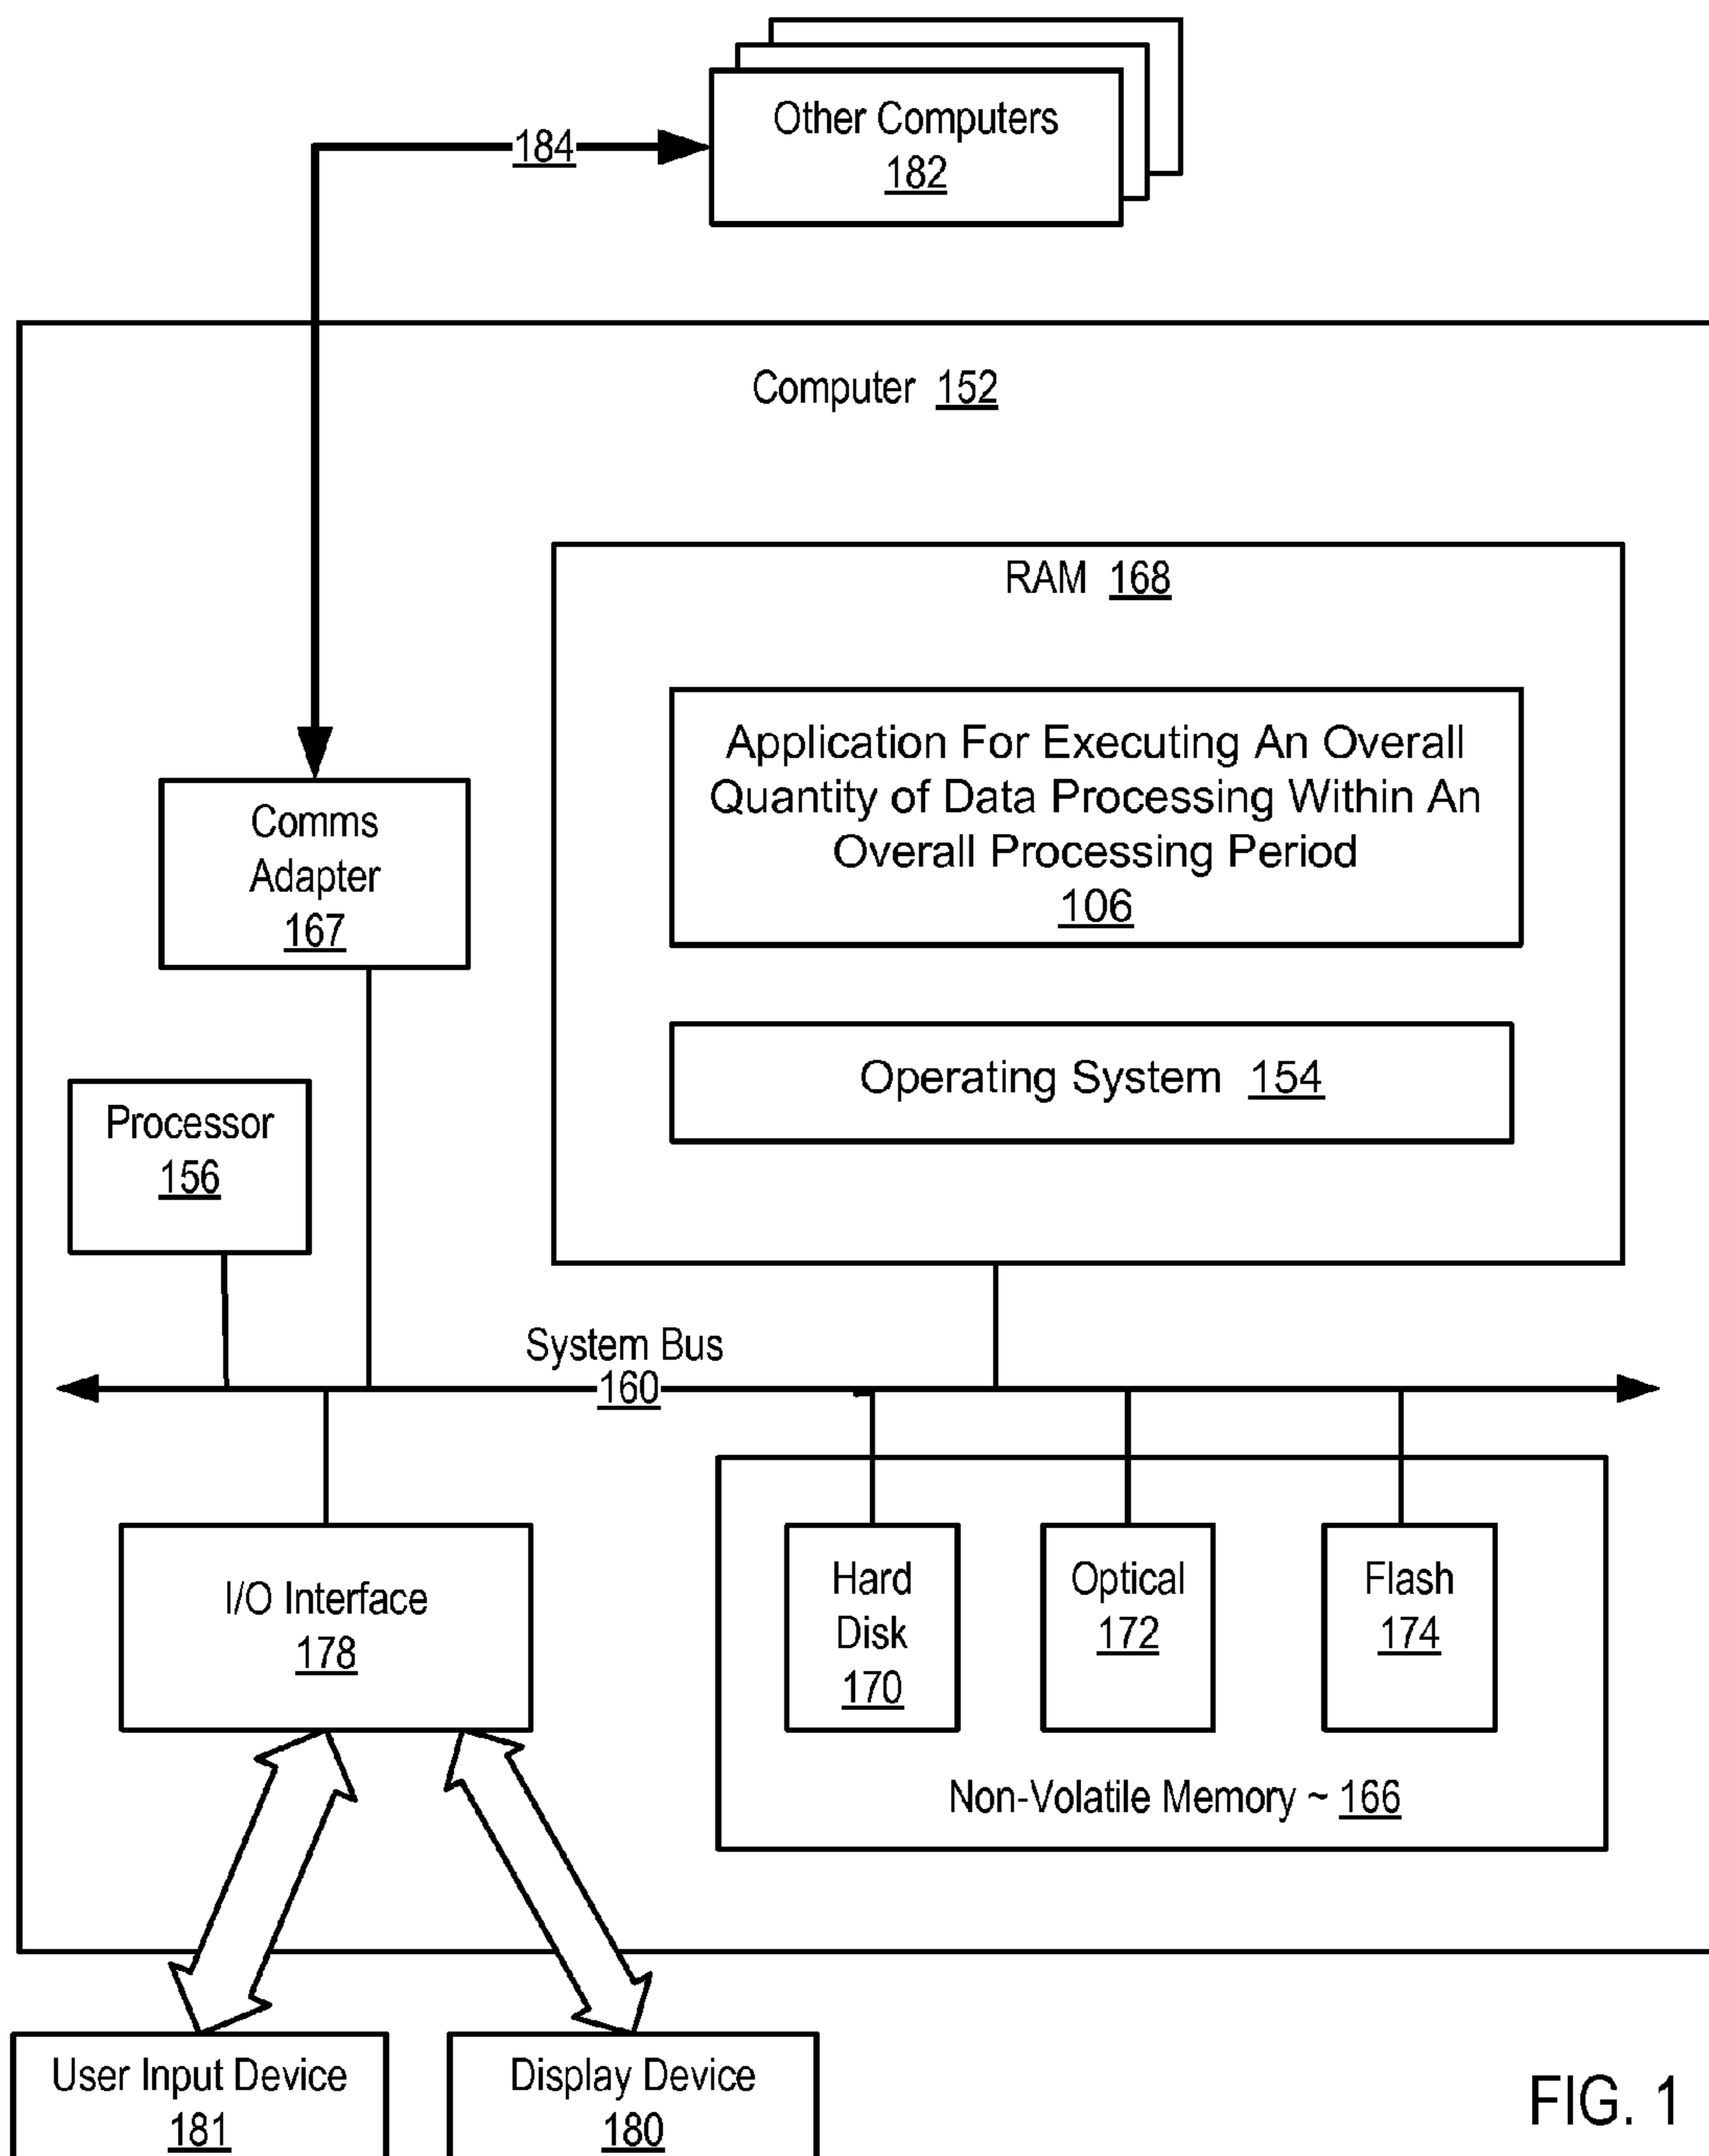 Other Computers
182
184
Computer 152
RAM 168
Application For Executing An Overall
Quantity of Data Processing Within An
Overall Processing Period
106
Comms
Adapter
167
Operating System 154
Processor
156
System Bus
160
I/O Interface
178
Hard
Disk
170
Optical
172
Flash
174
Non-Volatile Memory ~ 166
User Input Device
181
Display Device
180
FIG. 1